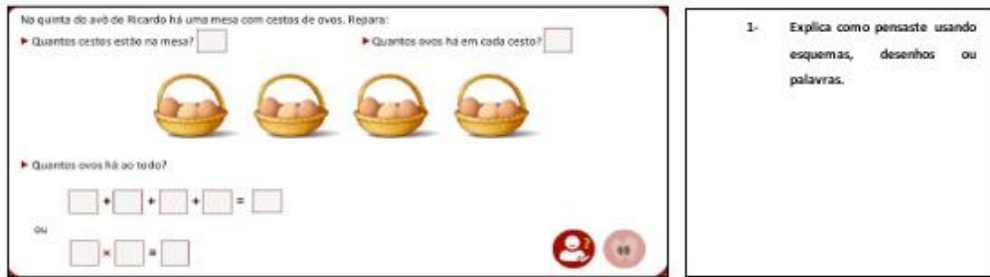 Na quinta do avô de Ricardo há uma mesa com cestos de ovos. Repara:
▶ Quantos cestos estão na mesa?
▶ Quantos ovos há em cada cesto?
▶ Quantos ovos há ao todo?
+ + + =
ou
× =
1- Explica como pensaste usando
esquemas, desenhos ou
palavras.